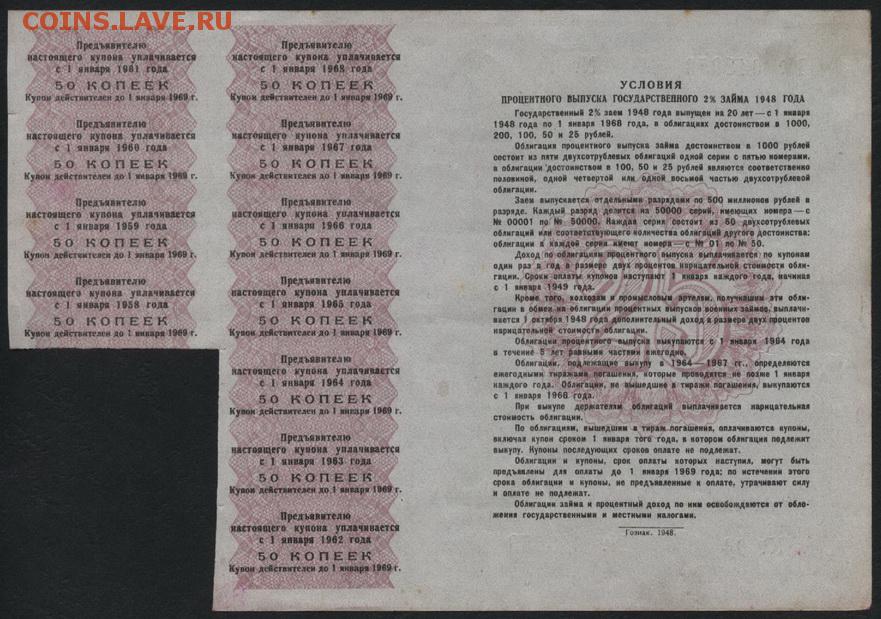 COINS.LAVE.RU
Предъявителю
настоящего купона уплачивается
с 1 января 1961 года
50 КОПЕЕК
Купон действителен до 1 января 1969 г.
Предъявителю
настоящего купона уплачивается
с 1 января 1960 года
50 КОПЕЕК
Купон действителен до 1 января 1969 г.
Предъявителю
настоящего купона уплачивается
с 1 января 1959 года
50 КОПЕЕК
Купон действителен до 1 января 1969 г.
Предъявителю
настоящего купона уплачивается
с 1 января 1958 года
50 КОПЕЕК
Купон действителен до 1 января 1969 г.
Предъявителю
настоящего купона уплачивается
с 1 января 1968 года
50 КОПЕЕК
Купон действителен до 1 января 1969 г.
Предъявителю
настоящего купона уплачивается
с 1 января 1967 года
50 КОПЕЕК
Купон действителен до 1 января 1969 г.
Предъявителю
настоящего купона уплачивается
с 1 января 1966 года
50 КОПЕЕК
Купон действителен до 1 января 1969 г.
Предъявителю
настоящего купона уплачивается
с 1 января 1965 года
50 КОПЕЕК
Купон действителен до 1 января 1969 г.
Предъявителю
настоящего купона уплачивается
с 1 января 1964 года
50 КОПЕЕК
Купон действителен до 1 января 1969 г.
Предъявителю
настоящего купона уплачивается
с 1 января 1963 года
50 КОПЕЕК
Купон действителен до 1 января 1969 г.
Предъявителю
настоящего купона уплачивается
с 1 января 1962 года
50 КОПЕЕК
Купон действителен до 1 января 1969 г.
УСЛОВИЯ
ПРОЦЕНТНОГО ВЫПУСКА ГОСУДАРСТВЕННОГО 2% ЗАЙМА 1948 ГОДА
Государственный 2% заем 1948 года выпущен на 20 лет — с 1 января
1948 года по 1 января 1968 года, в облигациях достоинством в 1000,
200, 100, 50 и 25 рублей.
Облигация процентного выпуска займа достоинством в 1000 рублей
состоит из пяти двухсотрублевых облигаций одной серии с пятью номерами,
а облигации достоинством в 100, 50 и 25 рублей являются соответственно
половиной, одной четвертой или одной восьмой частью двухсотрублевой
облигации.
Заем выпускается отдельными разрядами по 500 миллионов рублей в
разряде. Каждый разряд делится на 50000 серий, имеющих номера — с
№ 00001 по № 50000. Каждая серия состоит из 50 двухсотрублевых
облигаций или соответствующего количества облигаций другого достоинства:
облигации в каждой серии имеют номера — с № 01 по № 50.
Доход по облигациям процентного выпуска выплачивается по купонам
один раз в год в размере двух процентов нарицательной стоимости обли-
гации. Сроки оплаты купонов наступают 1 января каждого года, начиная
с 1 января 1949 года.
Кроме того, колхозам и промысловым артелям, получившим эти обли-
гации в обмен на облигации процентных выпусков военных займов, выплачи-
вается 1 октября 1948 года дополнительный доход в размере двух процентов
нарицательной стоимости облигации.
Облигации процентного выпуска выкупаются с 1 января 1964 года
в течение 5 лет равными частями ежегодно.
Облигации, подлежащие выкупу в 1964—1967 гг., определяются
ежегодными тиражами погашения, которые проводятся не позже 1 января
каждого года. Облигации, не вышедшие в тиражи погашения, выкупаются
с 1 января 1968 года.
При выкупе держателям облигаций выплачивается нарицательная
стоимость облигации.
По облигациям, вышедшим в тираж погашения, оплачиваются купоны,
включая купон сроком 1 января того года, в котором облигация подлежит
выкупу. Купоны последующих сроков оплате не подлежат.
Облигации и купоны, срок оплаты которых наступил, могут быть
предъявлены для оплаты до 1 января 1969 года; по истечении этого
срока облигации и купоны, не предъявленные к оплате, утрачивают силу
и оплате не подлежат.
Облигации займа и процентный доход по ним освобождаются от обло-
жения государственными и местными налогами.
Гознак. 1948.
25